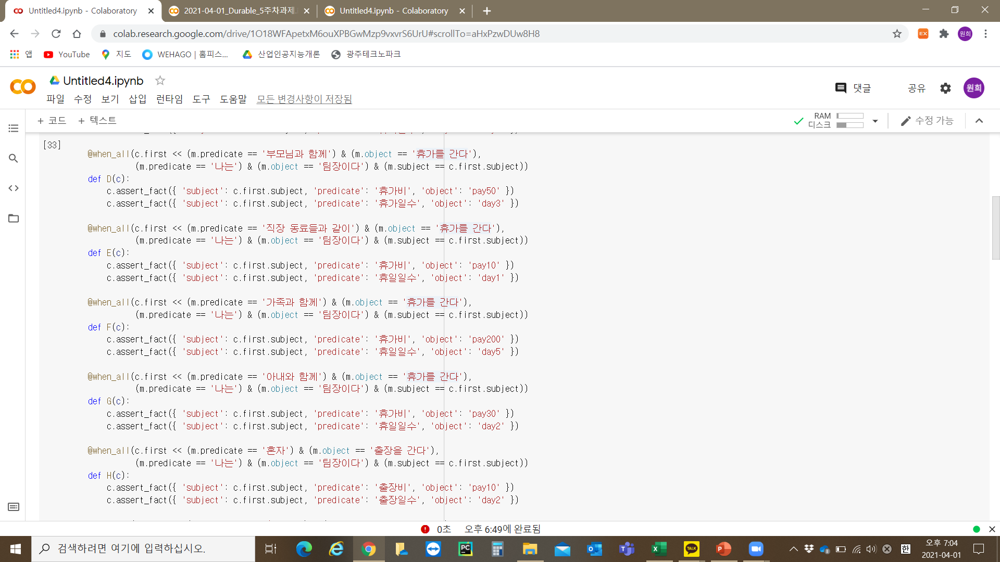 Untitled4.ipynb - Colaboratory
2021-04-01_Durable_5주차과제.
Untitled4.ipynb - Colaboratory
colab.research.google.com/drive/1O18WFApetxM6ouXPBGwMzp9vxvrS6UrU#scrollTo=aHxPzwDUw8H8
EX
원희
앱
YouTube
지도
WEHAGO | 홈피스...
산업인공지능개론
광주테크노파크
Untitled4.ipynb
댓글
공유
원희
파일 수정 보기 삽입 런타임 도구 도움말 모든 변경사항이 저장됨
+ 코드 + 텍스트
RAM
디스크
수정 가능
[33]
@when_all(c.first << (m.predicate == '부모님과 함께') & (m.object == '휴가를 간다'),
(m.predicate == '나는') & (m.object == '팀장이다') & (m.subject == c.first.subject))
def D(c):
c.assert_fact({ 'subject': c.first.subject, 'predicate': '휴가비', 'object': 'pay50' })
c.assert_fact({ 'subject': c.first.subject, 'predicate': '휴가일수', 'object': 'day3' })
@when_all(c.first << (m.predicate == '직장 동료들과 같이') & (m.object == '휴가를 간다'),
(m.predicate == '나는') & (m.object == '팀장이다') & (m.subject == c.first.subject))
def E(c):
c.assert_fact({ 'subject': c.first.subject, 'predicate': '휴가비', 'object': 'pay10' })
c.assert_fact({ 'subject': c.first.subject, 'predicate': '휴일일수', 'object': 'day1' })
@when_all(c.first << (m.predicate == '가족과 함께') & (m.object == '휴가를 간다'),
(m.predicate == '나는') & (m.object == '팀장이다') & (m.subject == c.first.subject))
def F(c):
c.assert_fact({ 'subject': c.first.subject, 'predicate': '휴가비', 'object': 'pay200' })
c.assert_fact({ 'subject': c.first.subject, 'predicate': '휴일일수', 'object': 'day5' })
@when_all(c.first << (m.predicate == '아내와 함께') & (m.object == '휴가를 간다'),
(m.predicate == '나는') & (m.object == '팀장이다') & (m.subject == c.first.subject))
def G(c):
c.assert_fact({ 'subject': c.first.subject, 'predicate': '휴가비', 'object': 'pay30' })
c.assert_fact({ 'subject': c.first.subject, 'predicate': '휴일일수', 'object': 'day2' })
@when_all(c.first << (m.predicate == '혼자') & (m.object == '출장을 간다'),
(m.predicate == '나는') & (m.object == '팀장이다') & (m.subject == c.first.subject))
def H(c):
c.assert_fact({ 'subject': c.first.subject, 'predicate': '출장비', 'object': 'pay10' })
c.assert_fact({ 'subject': c.first.subject, 'predicate': '출장일수', 'object': 'day2' })
0초 오후 6:49에 완료됨
검색하려면 여기에 입력하십시오.
PC
TALK
한
오후 7:04
2021-04-01